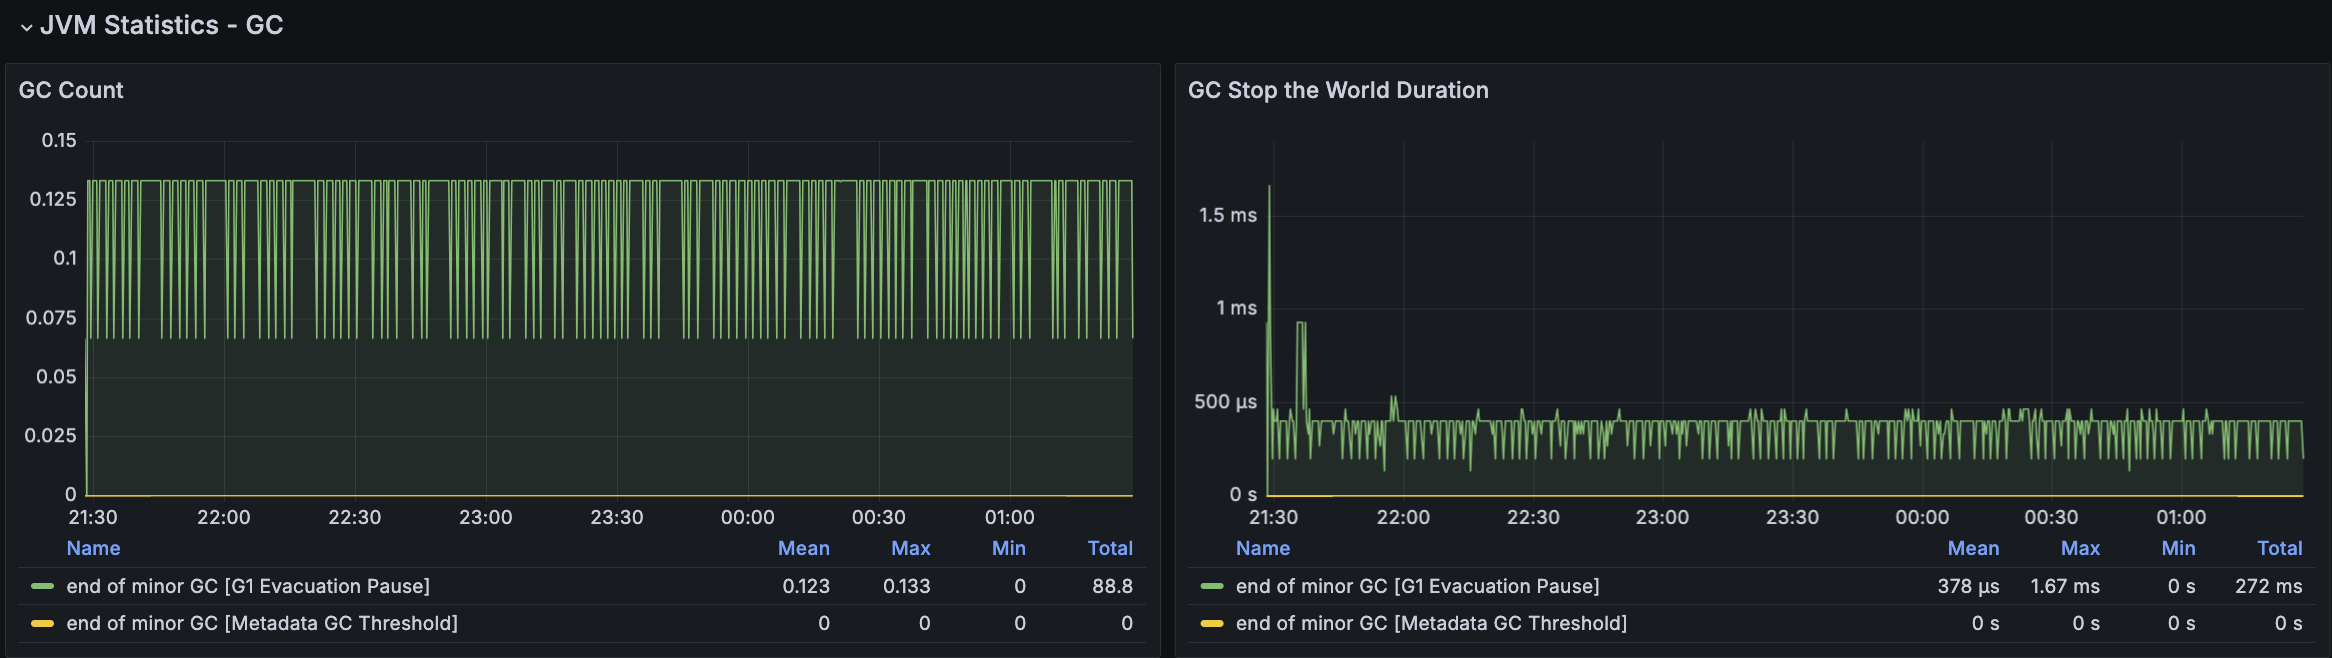 JVM Statistics - GC
GC Count
0.15
0.125
0.1
0.075
0.05
0.025
0
21:30 22:00 22:30 23:00 23:30 00:00 00:30 01:00
Name Mean Max Min Total
end of minor GC [G1 Evacuation Pause] 0.123 0.133 0 88.8
end of minor GC [Metadata GC Threshold] 0 0 0 0
GC Stop the World Duration
1.5 ms
1 ms
500 µs
0 s
21:30 22:00 22:30 23:00 23:30 00:00 00:30 01:00
Name Mean Max Min Total
end of minor GC [G1 Evacuation Pause] 378 µs 1.67 ms 0 s 272 ms
end of minor GC [Metadata GC Threshold] 0 s 0 s 0 s 0 s